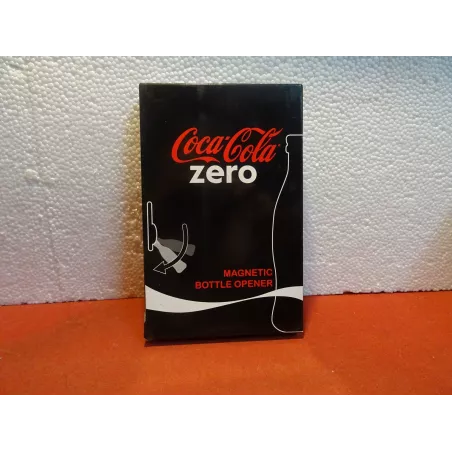 Coca-Cola
zero
MAGNETIC
BOTTLE OPENER